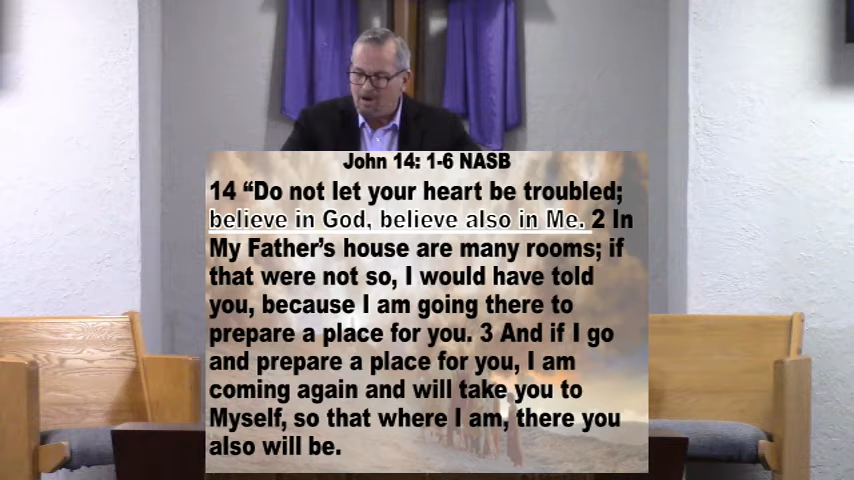 John 14: 1-6 NASB
14 “Do not let your heart be troubled;
believe in God, believe also in Me. 2 In
My Father’s house are many rooms; if
that were not so, I would have told
you, because I am going there to
prepare a place for you. 3 And if I go
and prepare a place for you, I am
coming again and will take you to
Myself, so that where I am, there you
also will be.